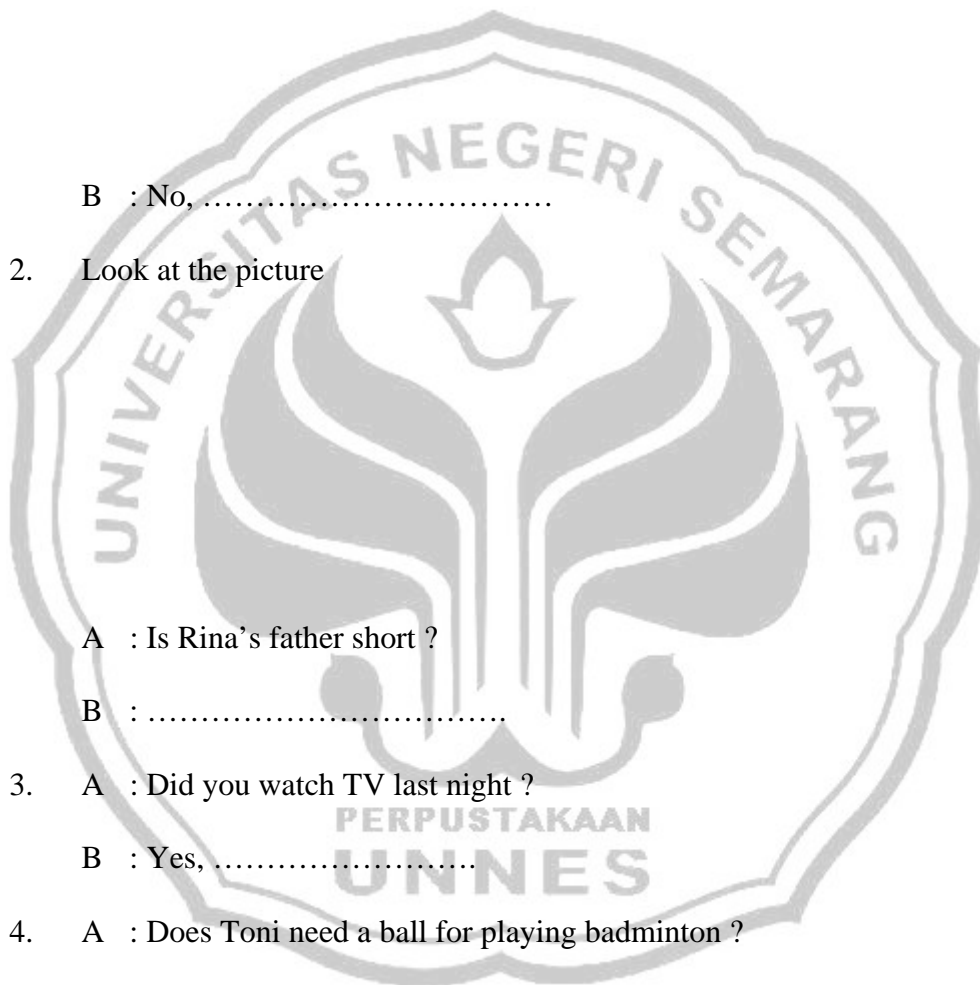 UNIVERSITAS NEGERI SEMARANG
B : No, ……………………………
2. Look at the picture
A : Is Rina’s father short ?
B : …………………………….
3. A : Did you watch TV last night ?
PERPUSTAKAAN
B : Yes, …………………….
UNNES
4. A : Does Toni need a ball for playing badminton ?